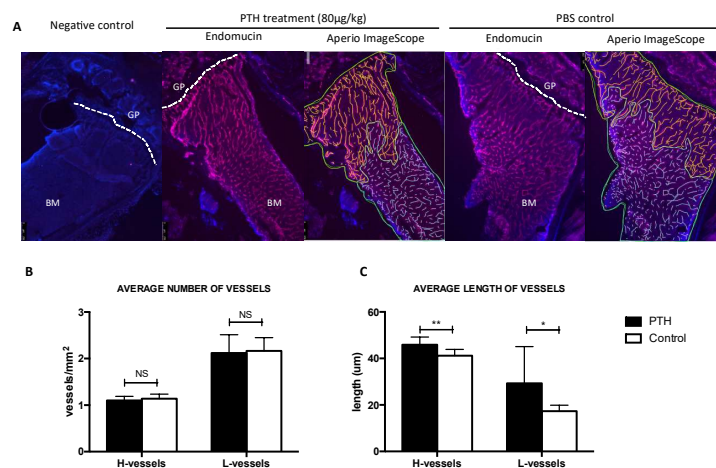 A
Negative control
PTH treatment (80µg/kg)
PBS control
Endomucin
Aperio ImageScope
Endomucin
Aperio ImageScope
GP
BM
GP
BM
GP
BM
B
AVERAGE NUMBER OF VESSELS
vessels/mm2
3
2
1
0
NS
NS
H-vessels
L-vessels
C
AVERAGE LENGTH OF VESSELS
length (um)
60
40
20
0
**
*
H-vessels
L-vessels
PTH
Control